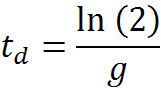 t_d = ln (2) / g